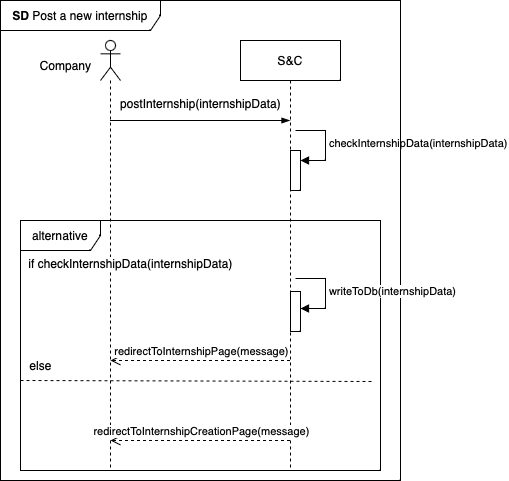 SD Post a new internship
Company
S&C
postInternship(internshipData)
checkInternshipData(internshipData)
alternative
if checkInternshipData(internshipData)
writeToDb(internshipData)
redirectToInternshipPage(message)
else
redirectToInternshipCreationPage(message)